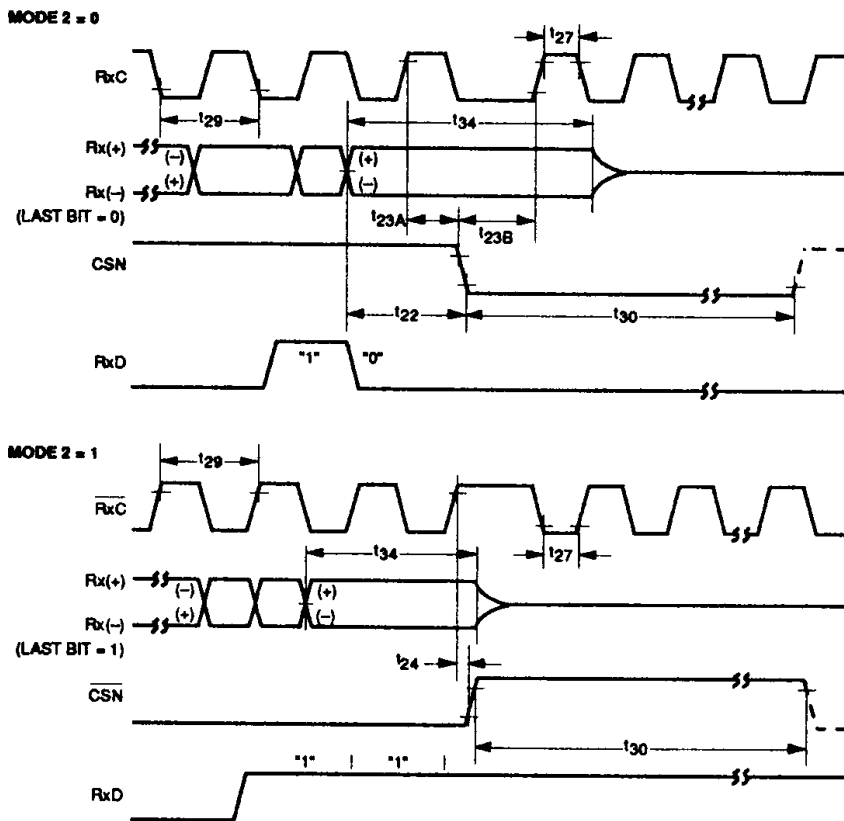 MODE 2 = 0
RxC
t27
t29
t34
Rx(+)
(–)
(+)
(+)
(–)
Rx(–)
(LAST BIT = 0)
t23A
t23B
CSN
t22
t30
RxD
"1"
"0"
MODE 2 = 1
t29
RxC
t27
t34
Rx(+)
(–)
(+)
(+)
(–)
Rx(–)
(LAST BIT = 1)
t24
CSN
t30
"1"
"1"
RxD